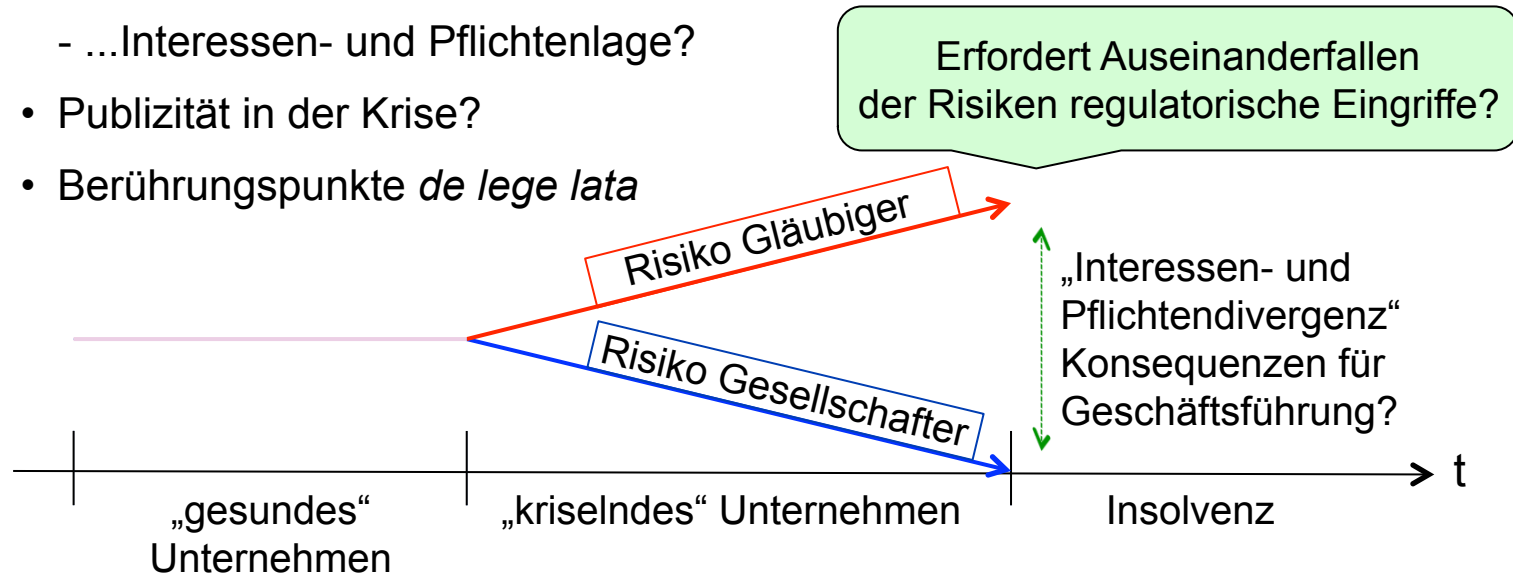 - ...Interessen- und Pflichtenlage?
• Publizität in der Krise?
• Berührungspunkte de lege lata
Erfordert Auseinanderfallen
der Risiken regulatorische Eingriffe?
Risiko Gläubiger
Risiko Gesellschafter
„Interessen- und
Pflichtendivergenz“
Konsequenzen für
Geschäftsführung?
t
„gesundes“
Unternehmen
„kriselndes“ Unternehmen
Insolvenz